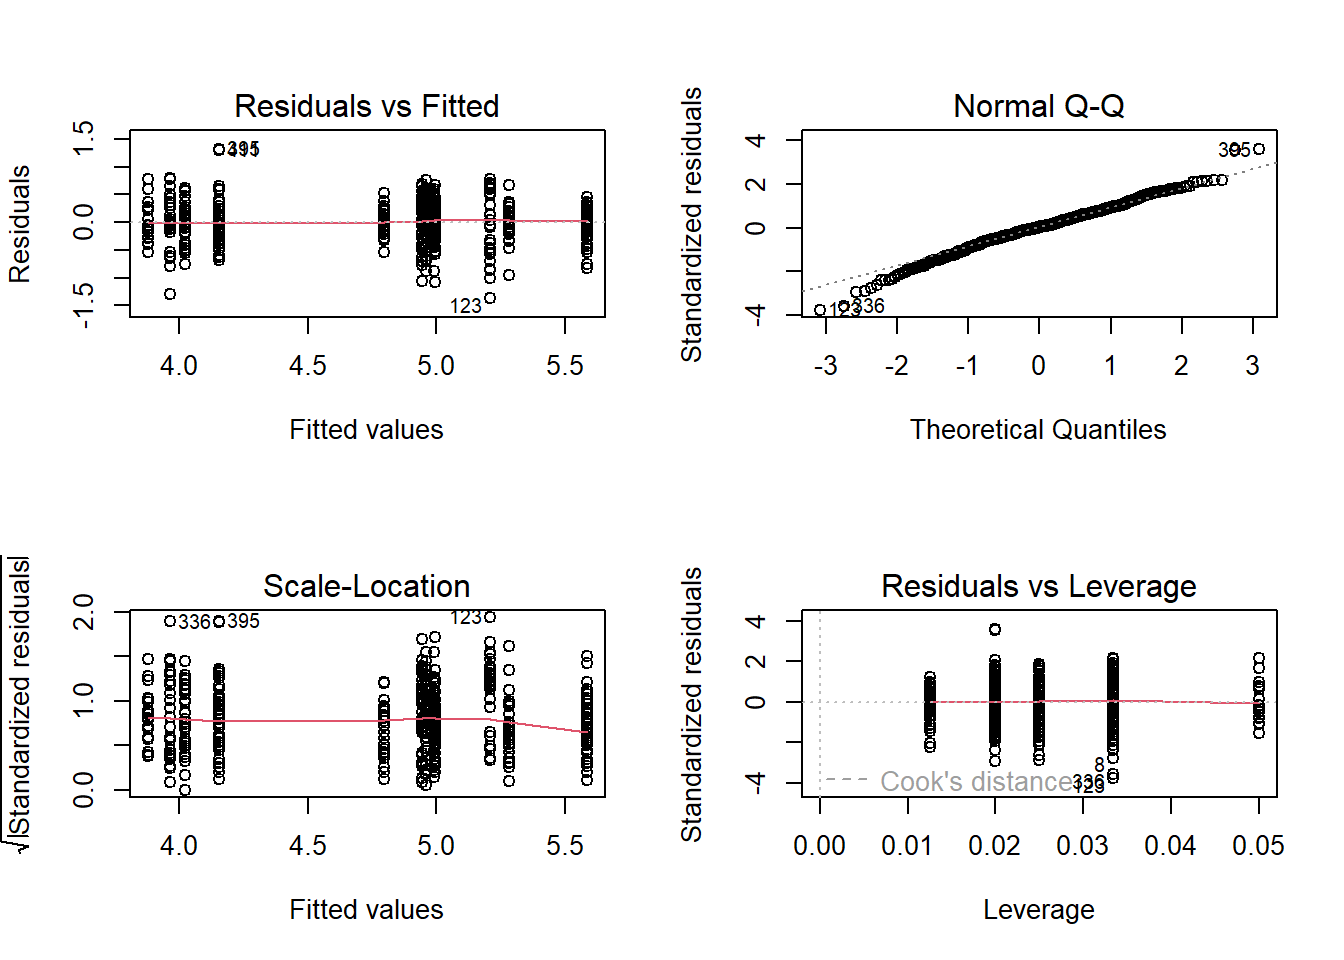 Residuals vs Fitted
Residuals
1.5
0.0
-1.5
395
123
4.0 4.5 5.0 5.5
Fitted values
Normal Q-Q
Standardized residuals
4
2
0
-4
395
123
336
-3 -2 -1 0 1 2 3
Theoretical Quantiles
Scale-Location
√|Standardized residuals|
2.0
1.0
0.0
336
395
123
4.0 4.5 5.0 5.5
Fitted values
Residuals vs Leverage
Standardized residuals
4
2
0
-4
8
336
123
Cook's distance
0.00 0.01 0.02 0.03 0.04 0.05
Leverage